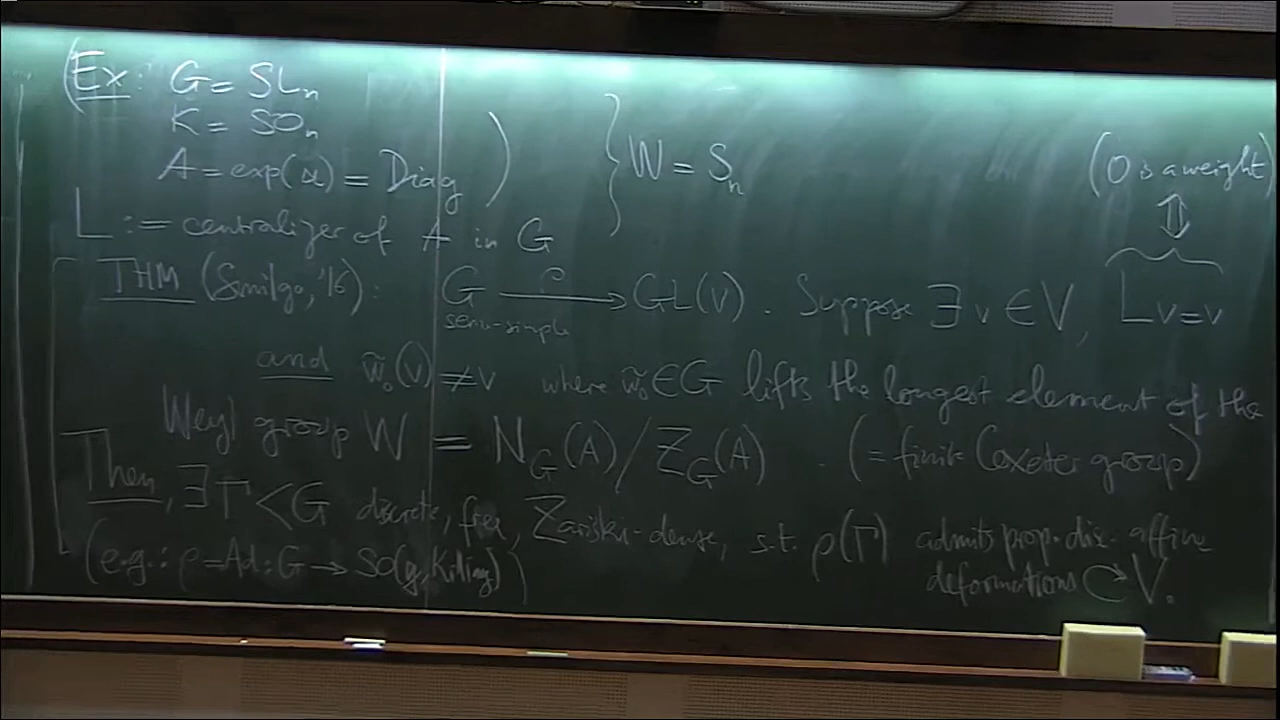 (Ex: G = SL_n
K = SO_n
A = exp(𝔞) = Diag ) } W = S_n
(0 is a weight)
⇕
L := centralizer of A in G
THM (Smilga, '16): G —ρ→ GL(V). Suppose ∃ v ∈ V, Lv=v
semi-simple
and w̃₀(v) ≠ v where w̃₀ ∈ G lifts the longest element of the
Weyl group W = N_G(A) / Z_G(A) (= finite Coxeter group)
Then, ∃ Γ < G discrete, free, Zariski-dense, s.t. ρ(Γ) admits prop. dis. affine
deformations ↻ V.
(e.g.: ρ = Ad : G → SO(g, Killing))